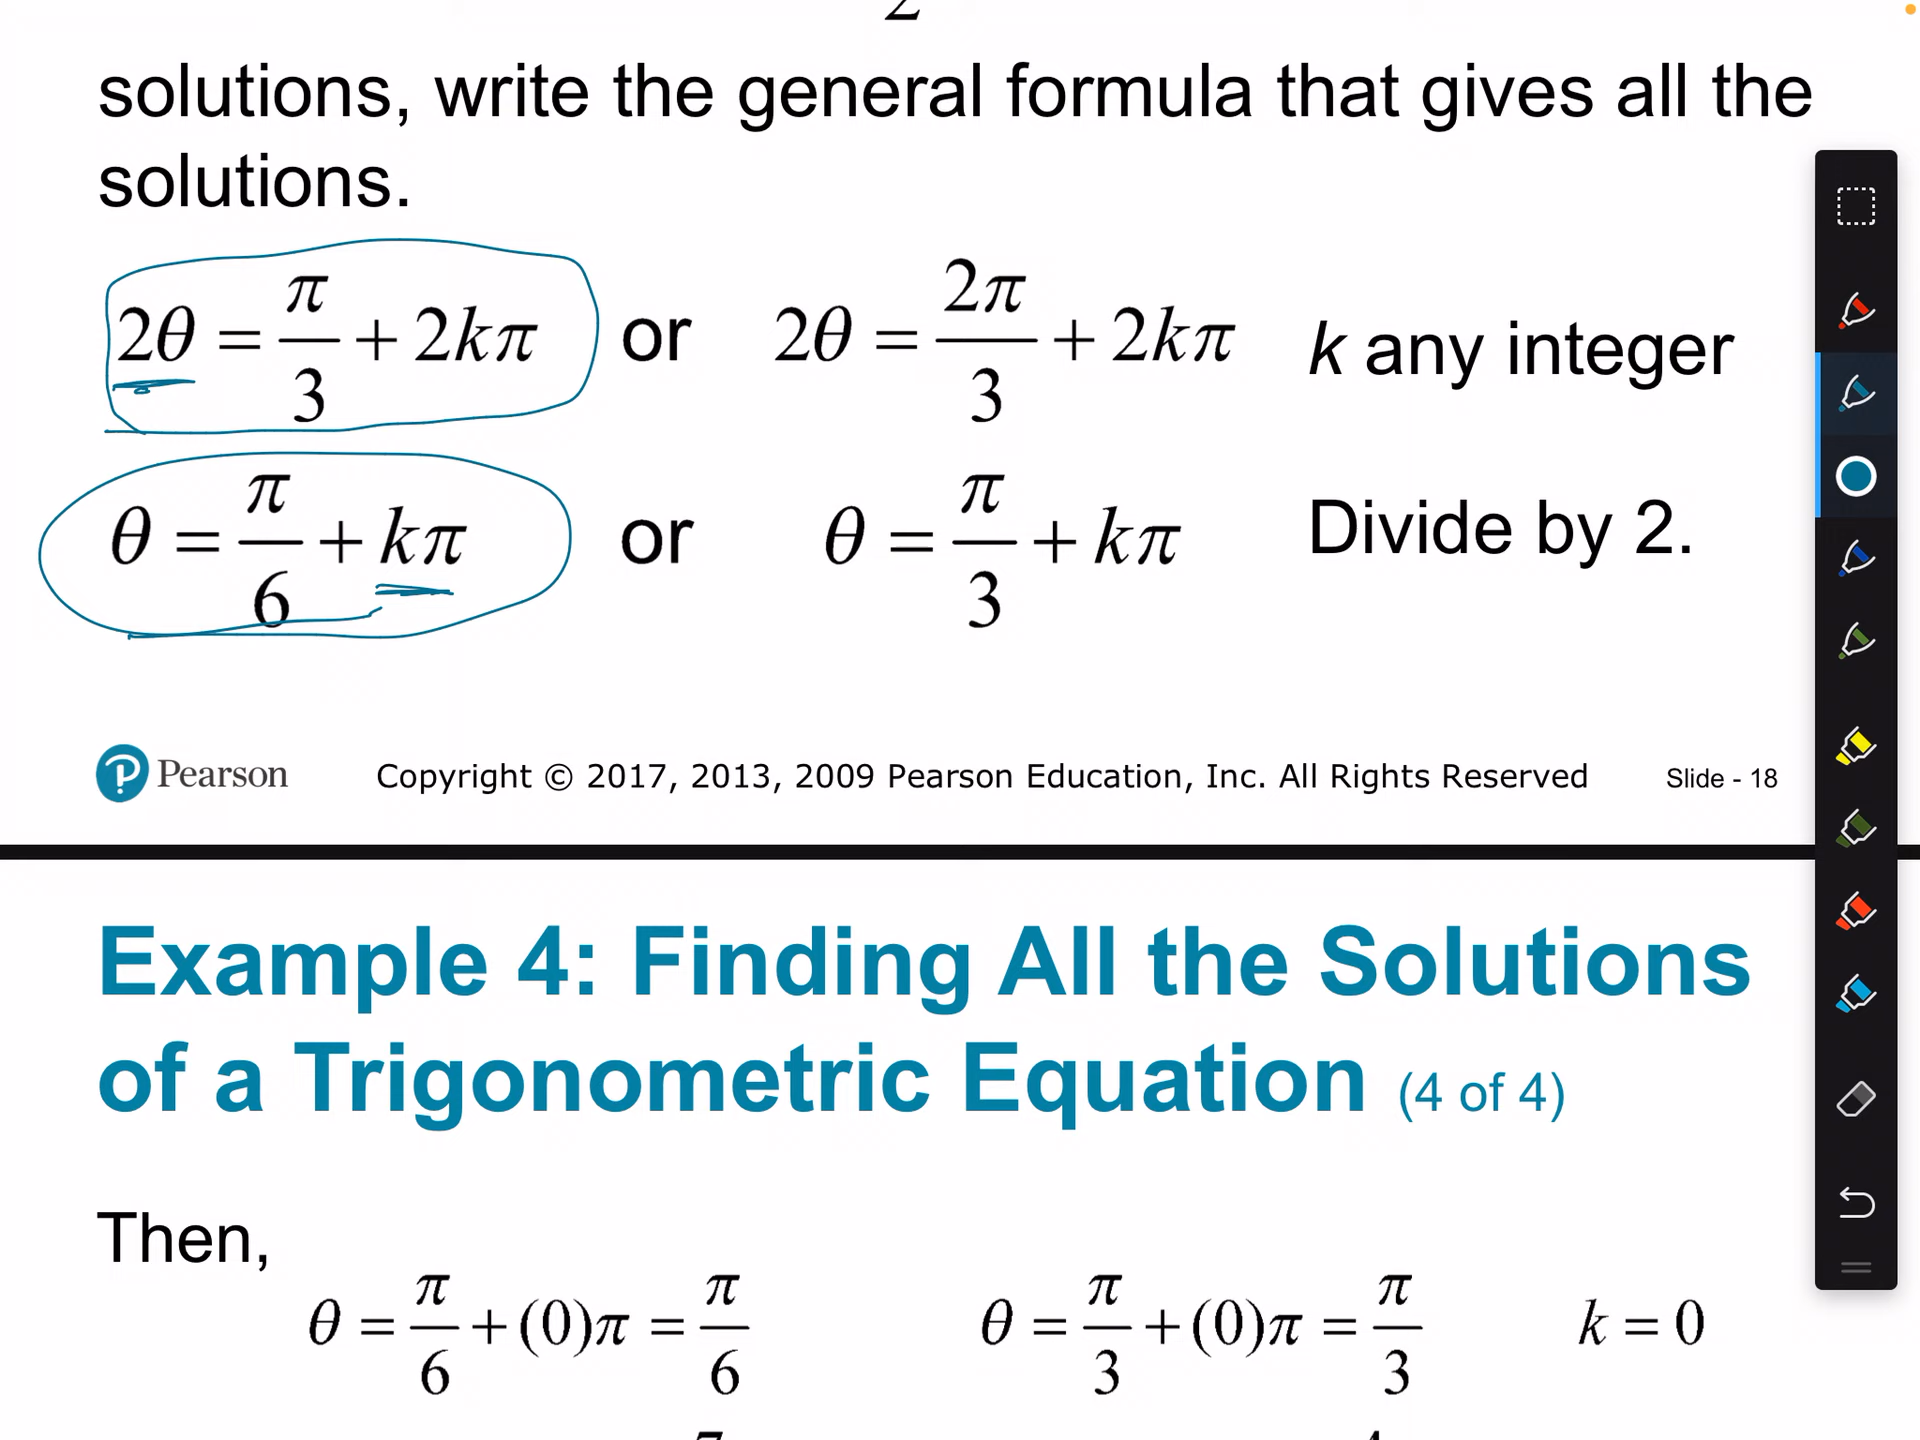 solutions, write the general formula that gives all the
solutions.
2θ = π/3 + 2kπ or 2θ = 2π/3 + 2kπ k any integer
θ = π/6 + kπ or θ = π/3 + kπ Divide by 2.
Pearson Copyright © 2017, 2013, 2009 Pearson Education, Inc. All Rights Reserved Slide - 18
Example 4: Finding All the Solutions
of a Trigonometric Equation (4 of 4)
Then,
θ = π/6 + (0)π = π/6 θ = π/3 + (0)π = π/3 k = 0